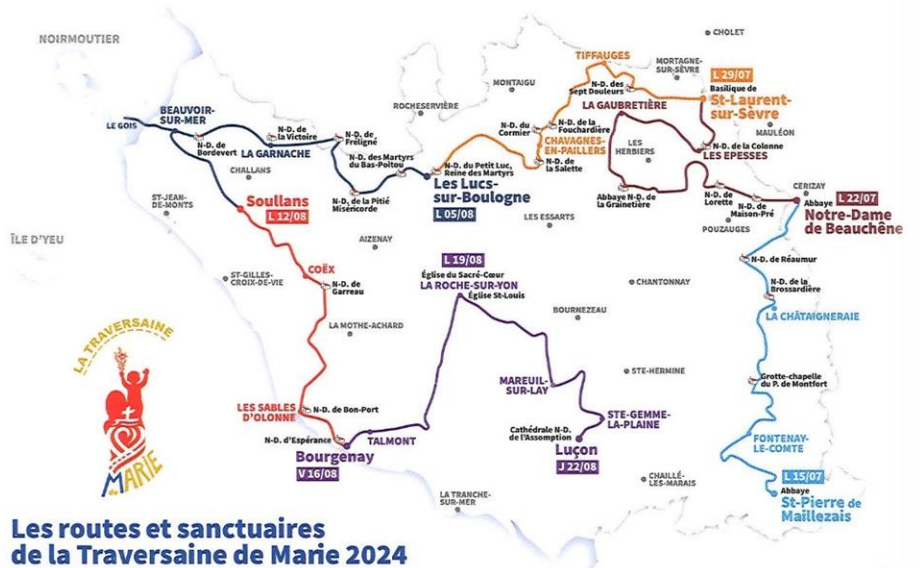 NOIRMOUTIER
CHOLET
TIFFAUGES
MORTAGNE-
SUR-SÈVRE
L 29/07
Basilique de
St-Laurent-
sur-Sèvre
MONTAIGU
N-D. des
Sept Douleurs
ROCHESERVIÈRE
LA GAUBRETIÈRE
BEAUVOIR-
SUR-MER
LE GOIS
N-D. de
la Victoire
N-D. de
Fréligné
N-D. du
Cormier
N-D. de la
Fouchardière
MAULÉON
N-D. de
Bordevert
LA GARNACHE
CHAVAGNES-
EN-PAILLERS
LES
HERBIERS
N-D. de la Colonne
LES EPESSES
N-D. des Martyrs
du Bas-Poitou
CHALLANS
N-D. du Petit Luc,
Reine des Martyrs
N-D. de
la Salette
Les Lucs-
sur-Boulogne
L 05/08
ST-JEAN-
DE-MONTS
Soullans
L 12/08
N-D. de la Pitié
Miséricorde
Abbaye N-D. de
la Grainetière
N-D. de
Lorette
N-D. de
Maison-Pré
CERIZAY
L 22/07
Abbaye
Notre-Dame
de Beauchêne
LES ESSARTS
POUZAUGES
ÎLE D'YEU
AIZENAY
N-D. de Réaumur
COËX
L 19/08
Église du Sacré-Cœur
LA ROCHE-SUR-YON
Église St-Louis
ST-GILLES-
CROIX-DE-VIE
N-D. de
Garreau
CHANTONNAY
N-D. de la
Brossardière
LA CHÂTAIGNERAIE
BOURNEZEAU
LA MOTHE-ACHARD
LA TRAVERSAINE
de MARIE
STE-HERMINE
MAREUIL-
SUR-LAY
Grotte-chapelle
du P. de Montfort
LES SABLES
D'OLONNE
N-D. de Bon-Port
STE-GEMME-
LA-PLAINE
N-D. d'Espérance
TALMONT
Cathédrale N-D.
de l'Assomption
FONTENAY-
LE-COMTE
Bourgenay
V 16/08
Luçon
J 22/08
L 15/07
Abbaye
St-Pierre de
Maillezais
CHAILLÉ-
LES-MARAIS
LA TRANCHE-
SUR-MER
Les routes et sanctuaires
de la Traversaine de Marie 2024